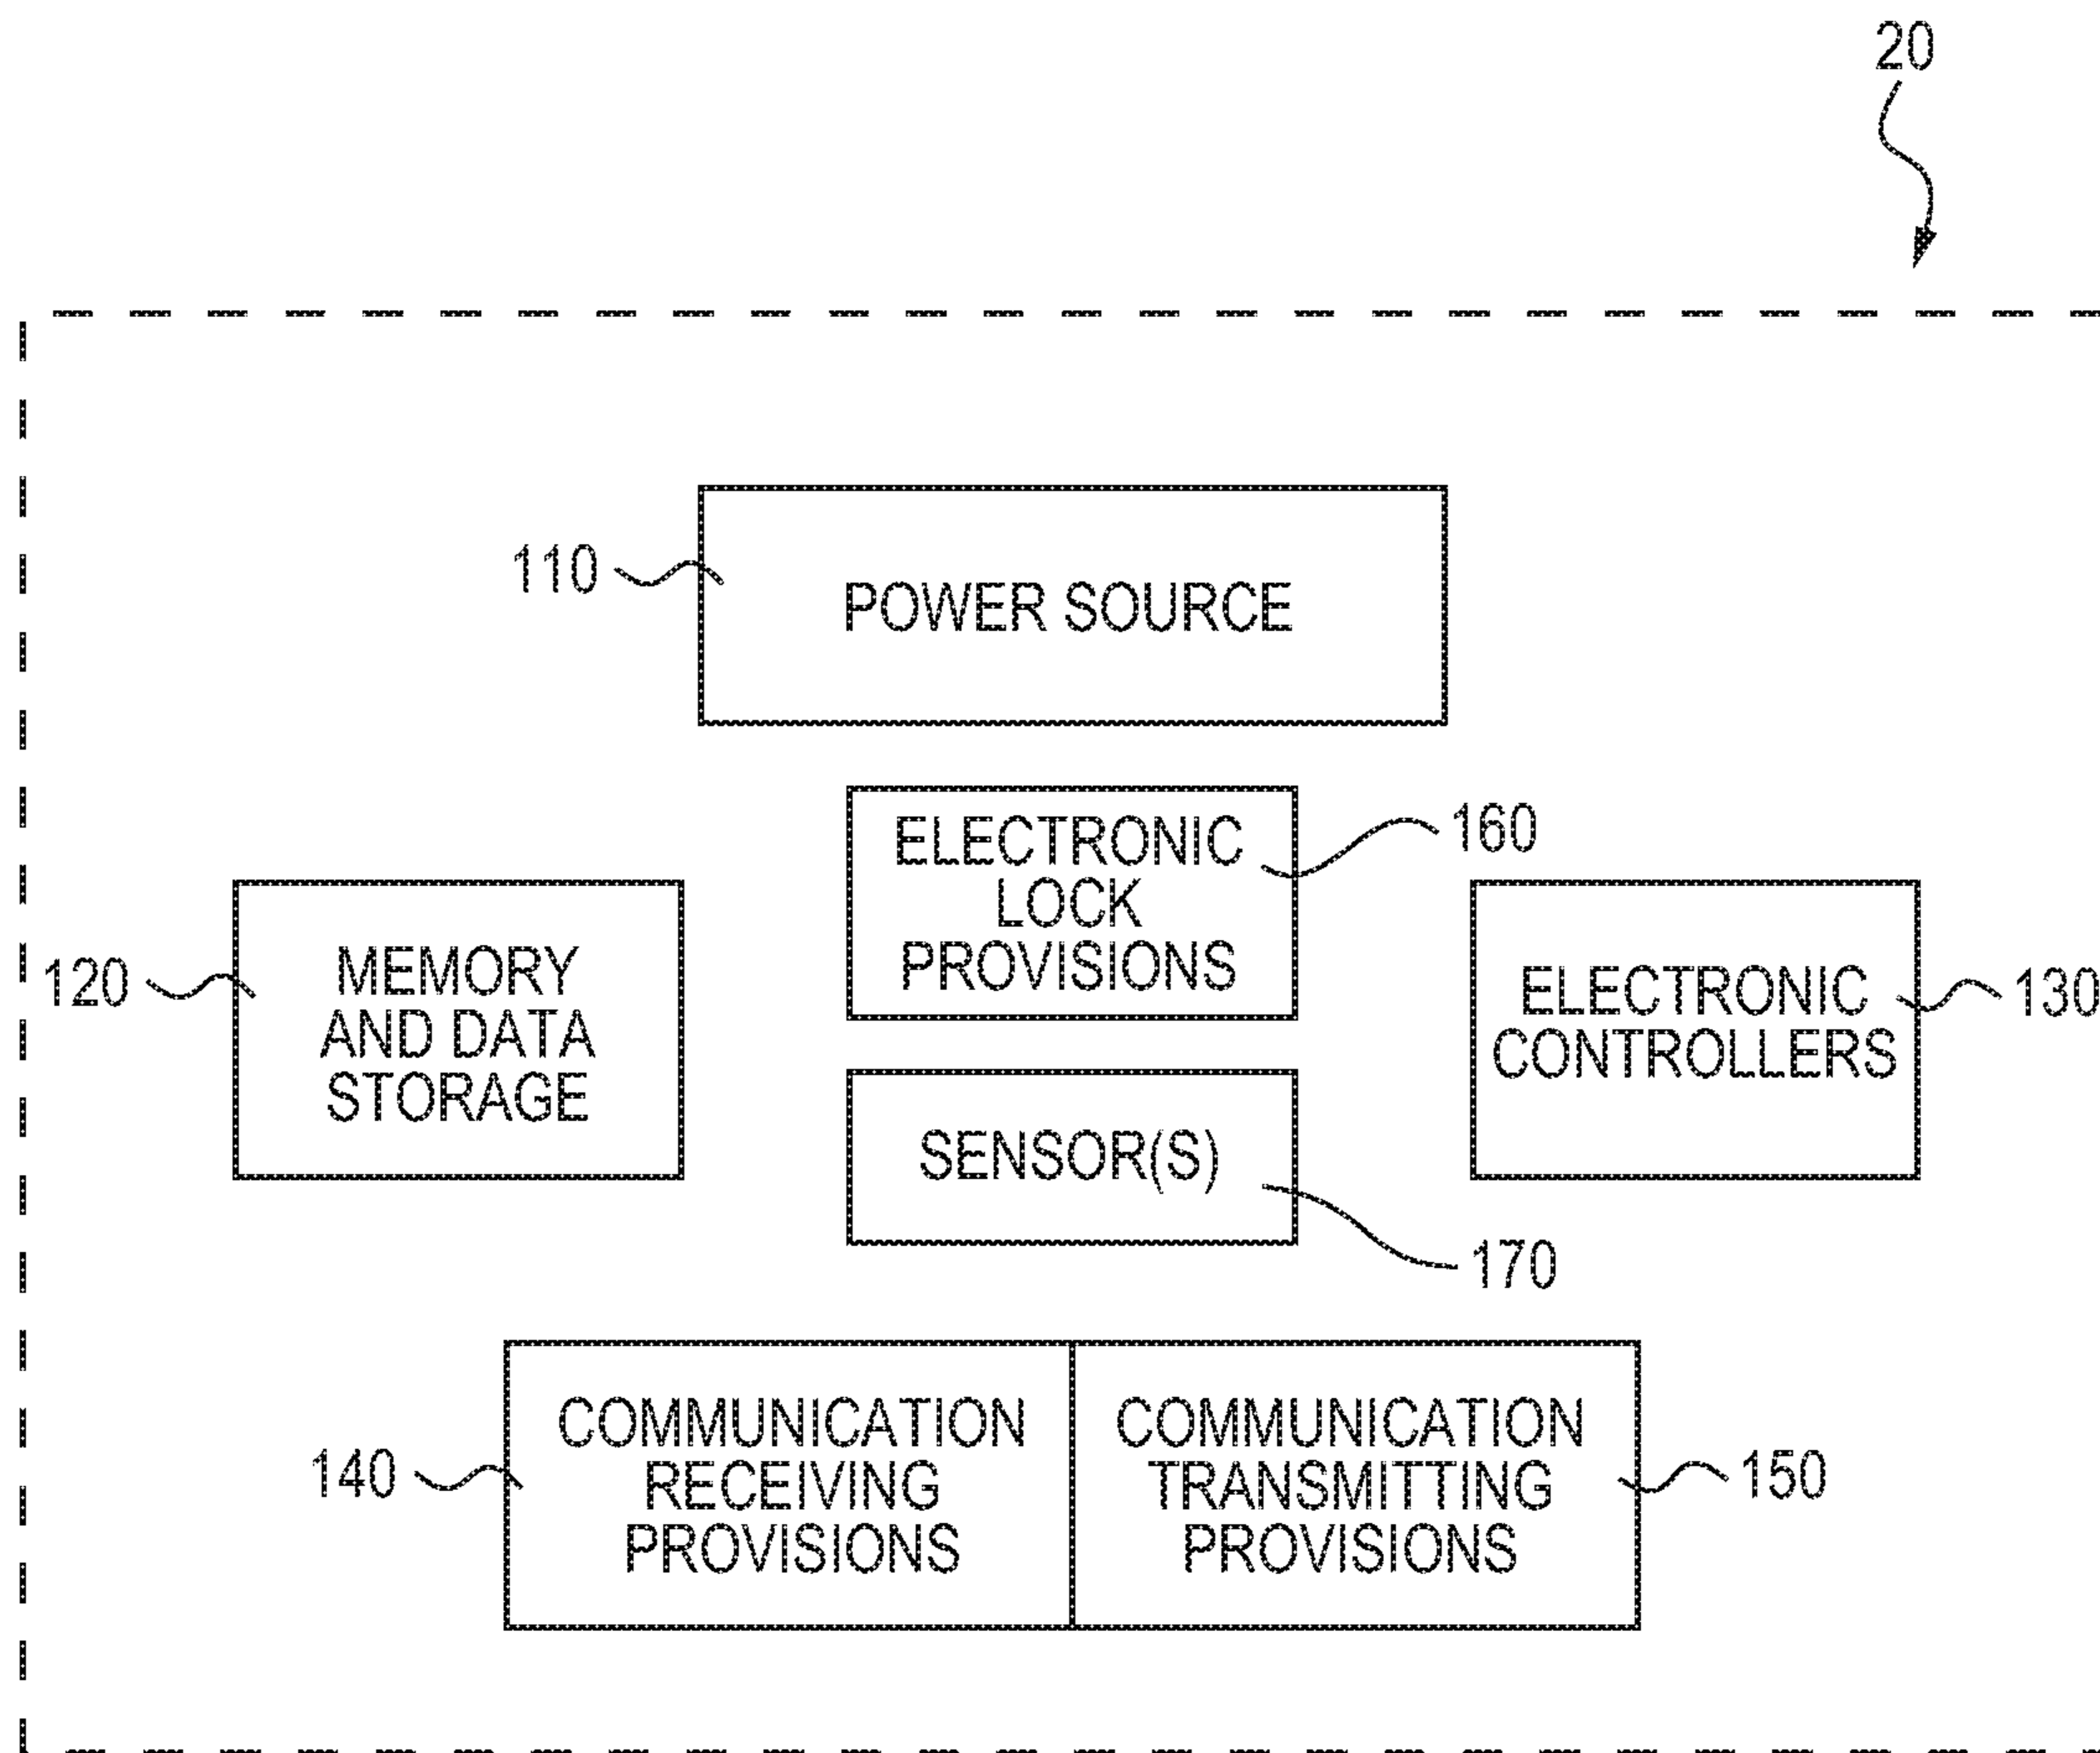 20
110
POWER SOURCE
ELECTRONIC
LOCK
PROVISIONS
160
120
MEMORY
AND DATA
STORAGE
ELECTRONIC
CONTROLLERS
130
SENSOR(S)
170
140
COMMUNICATION
RECEIVING
PROVISIONS
COMMUNICATION
TRANSMITTING
PROVISIONS
150